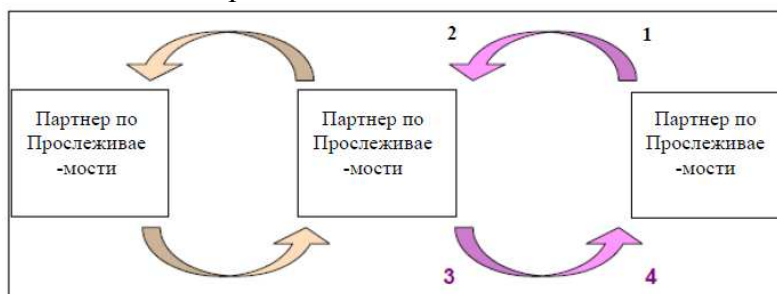 2 1
Партнер по
Прослеживае
-мости
Партнер по
Прослеживае
-мости
Партнер по
Прослеживае
-мости
3 4